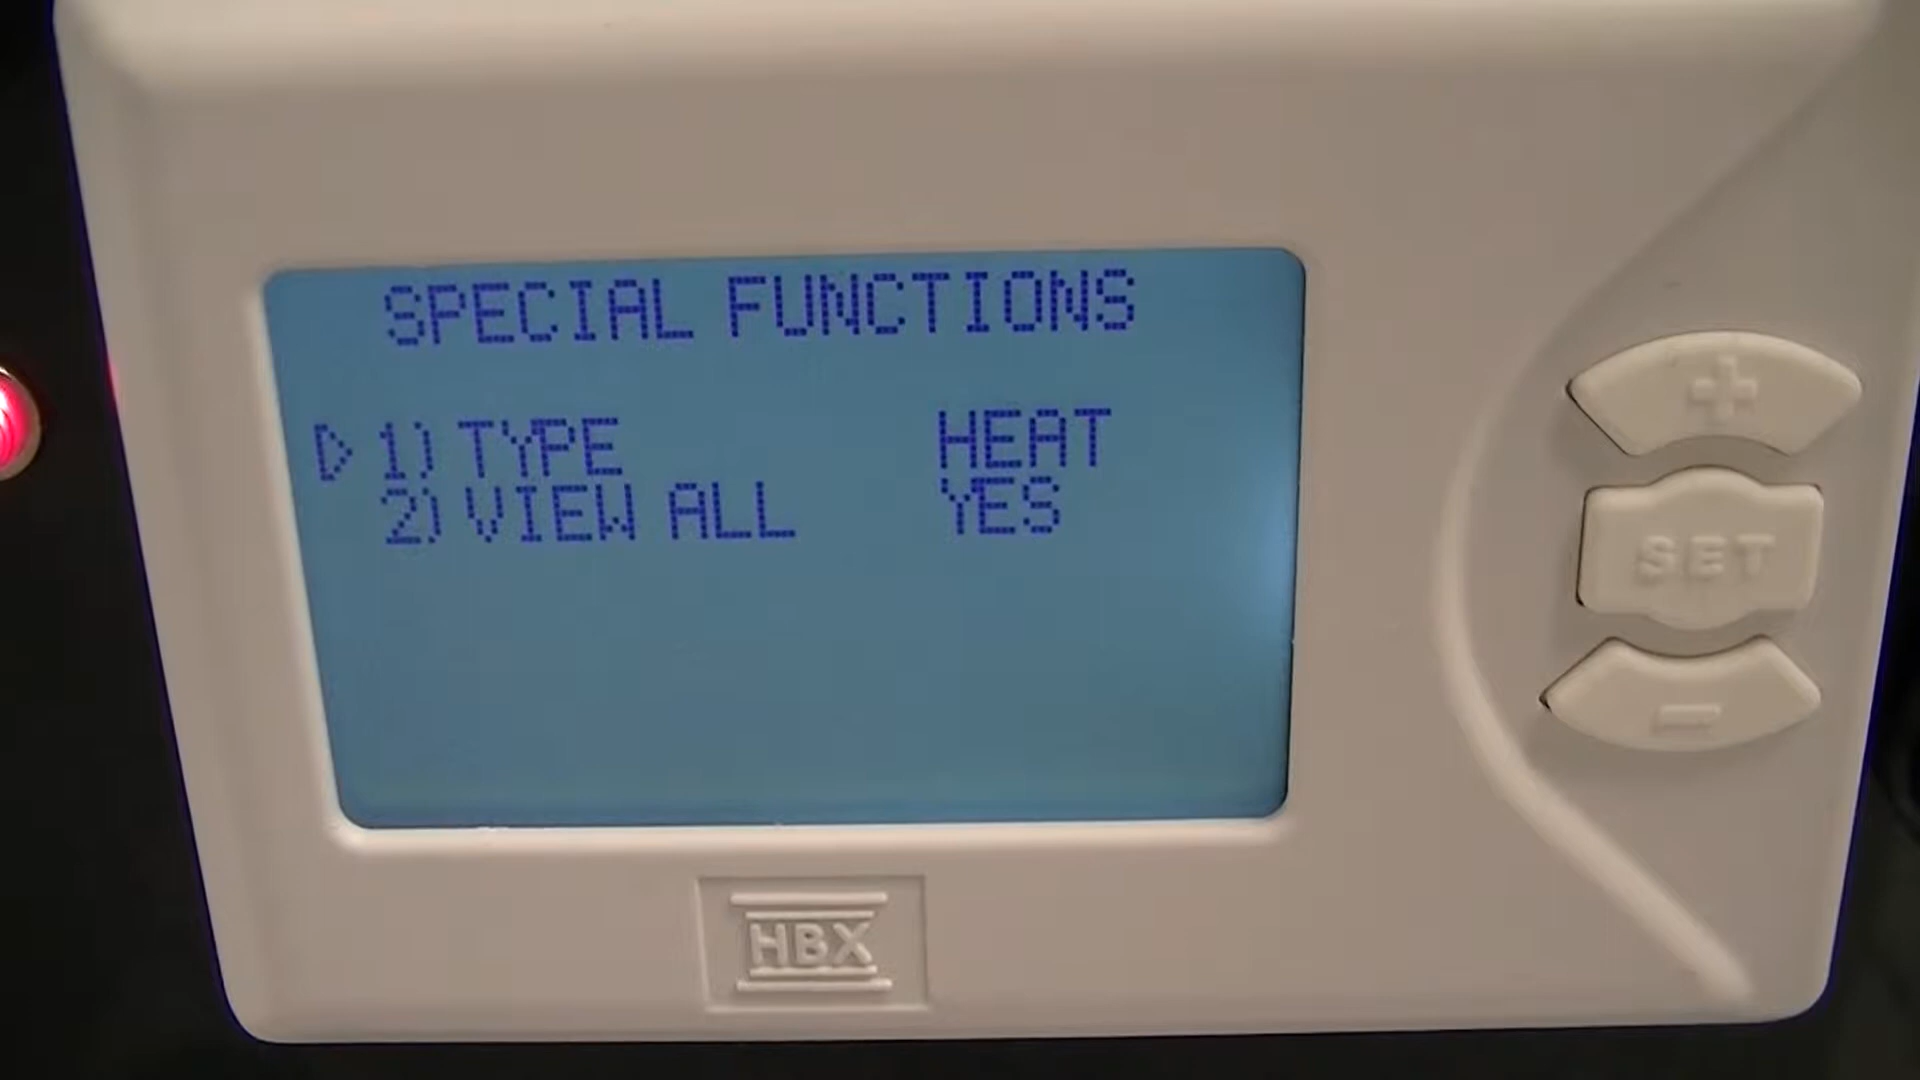 SPECIAL FUNCTIONS
▷ 1) TYPE HEAT
2) VIEW ALL YES
+
SET
-
HBX